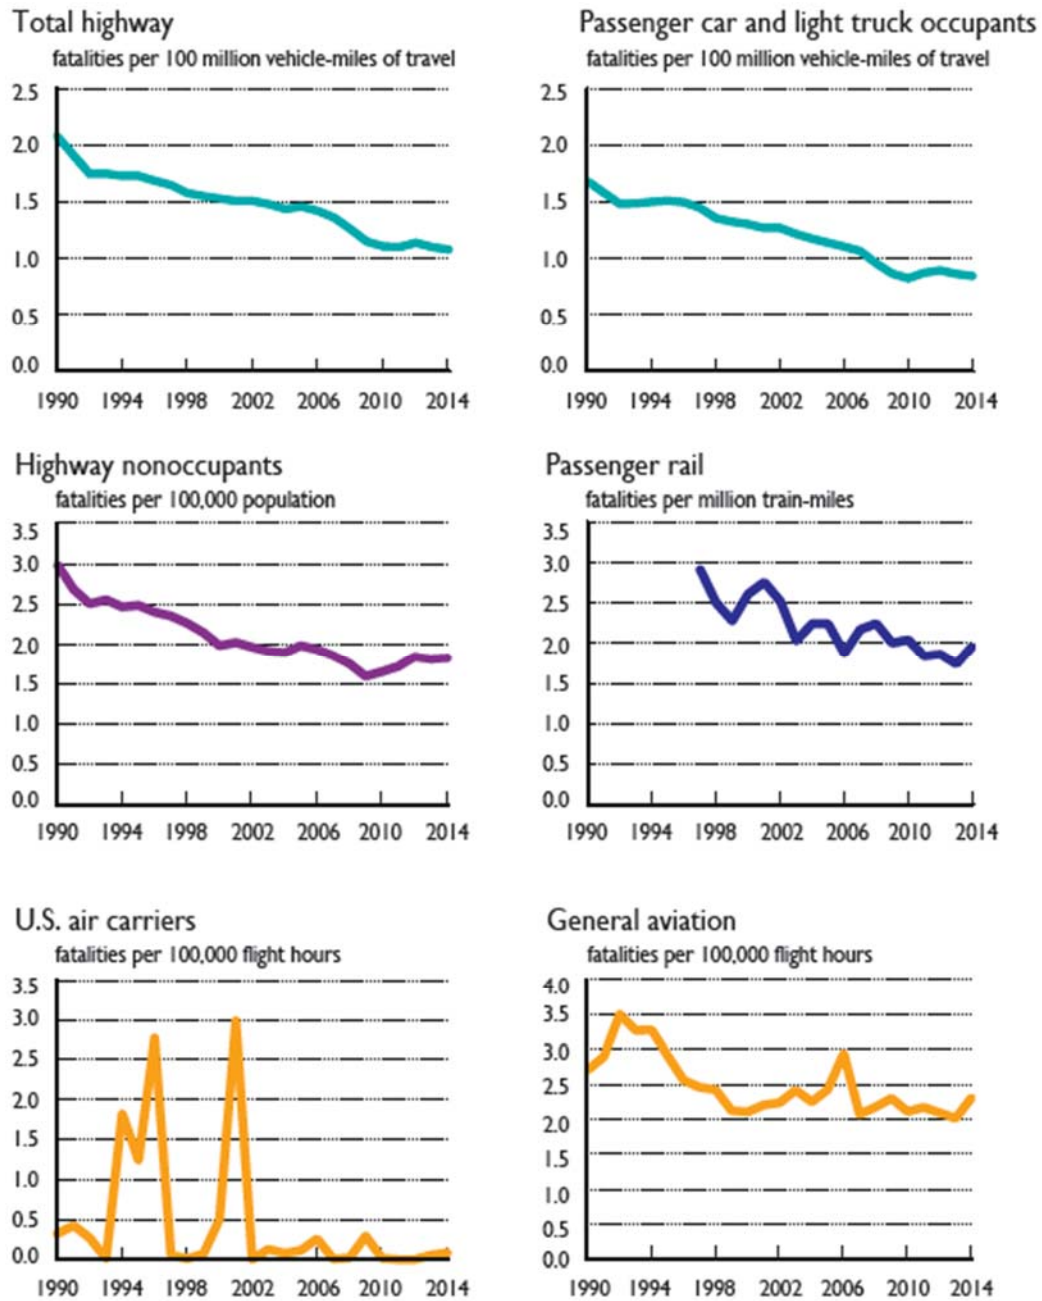 Total highway
fatalities per 100 million vehicle-miles of travel
2.5
2.0
1.5
1.0
0.5
0.0
1990 1994 1998 2002 2006 2010 2014
Passenger car and light truck occupants
fatalities per 100 million vehicle-miles of travel
2.5
2.0
1.5
1.0
0.5
0.0
1990 1994 1998 2002 2006 2010 2014
Highway nonoccupants
fatalities per 100,000 population
3.5
3.0
2.5
2.0
1.5
1.0
0.5
0.0
1990 1994 1998 2002 2006 2010 2014
Passenger rail
fatalities per million train-miles
3.5
3.0
2.5
2.0
1.5
1.0
0.5
0.0
1990 1994 1998 2002 2006 2010 2014
U.S. air carriers
fatalities per 100,000 flight hours
3.5
3.0
2.5
2.0
1.5
1.0
0.5
0.0
1990 1994 1998 2002 2006 2010 2014
General aviation
fatalities per 100,000 flight hours
4.0
3.5
3.0
2.5
2.0
1.5
1.0
0.5
0.0
1990 1994 1998 2002 2006 2010 2014